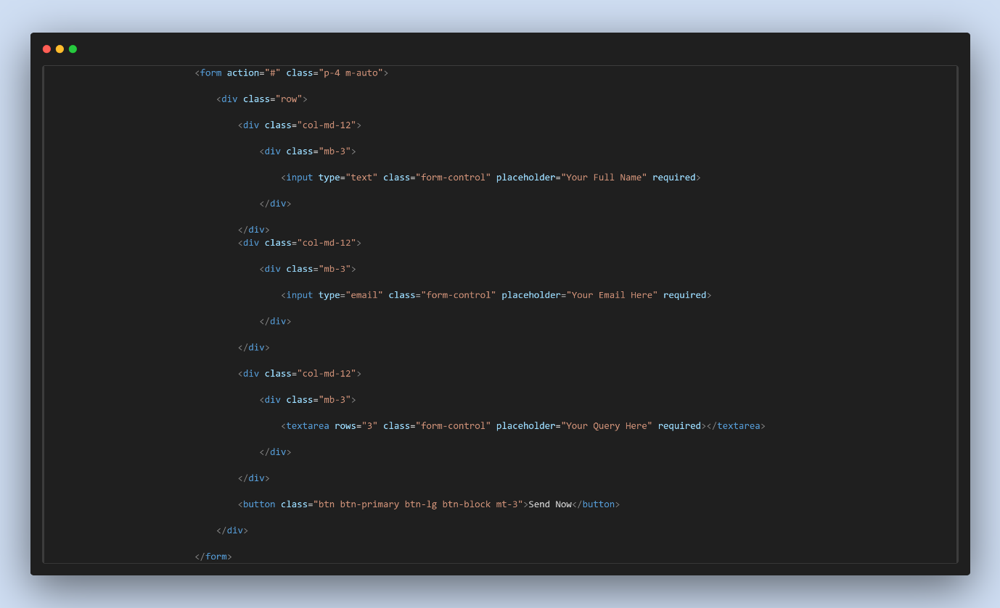 <form action="#" class="p-4 m-auto">
<div class="row">
<div class="col-md-12">
<div class="mb-3">
<input type="text" class="form-control" placeholder="Your Full Name" required>
</div>
</div>
<div class="col-md-12">
<div class="mb-3">
<input type="email" class="form-control" placeholder="Your Email Here" required>
</div>
</div>
<div class="col-md-12">
<div class="mb-3">
<textarea rows="3" class="form-control" placeholder="Your Query Here" required></textarea>
</div>
</div>
<button class="btn btn-primary btn-lg btn-block mt-3">Send Now</button>
</div>
</form>